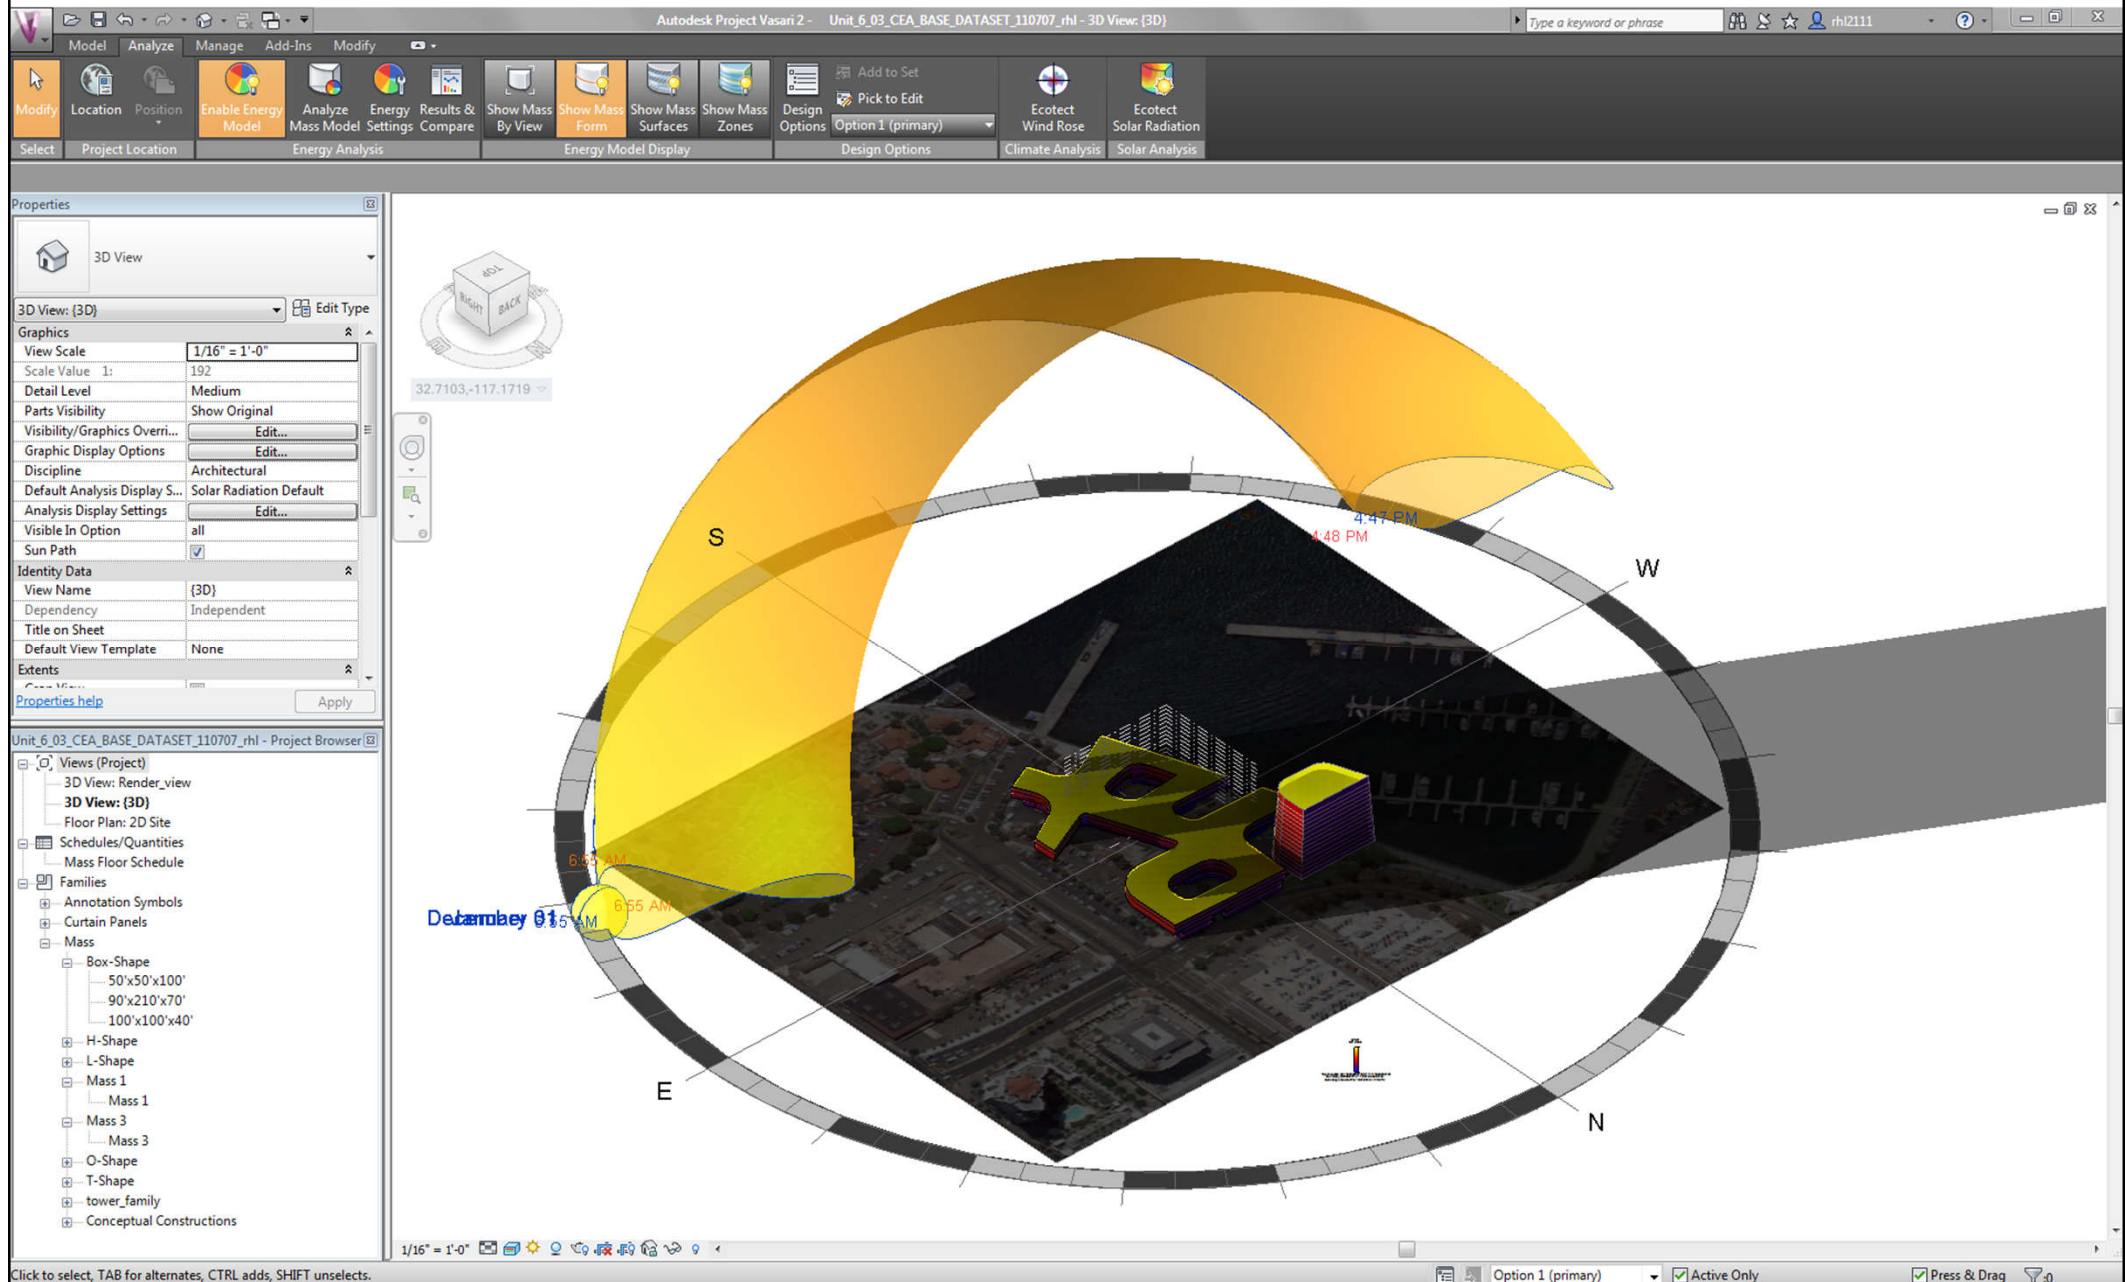 Autodesk Project Vasari 2 - Unit_6_03_CEA_BASE_DATASET_110707_rhl - 3D View: {3D}
Type a keyword or phrase
rhl2111
Model Analyze Manage Add-Ins Modify
Modify
Location
Position
Enable Energy Model
Analyze Mass Model
Energy Settings
Results & Compare
Show Mass By View
Show Mass Form
Show Mass Surfaces
Show Mass Zones
Design Options
Add to Set
Pick to Edit
Option 1 (primary)
Ecotect Wind Rose
Ecotect Solar Radiation
Select
Project Location
Energy Analysis
Energy Model Display
Design Options
Climate Analysis
Solar Analysis
Properties
3D View
3D View: {3D}
Edit Type
Graphics
View Scale 1/16" = 1'-0"
Scale Value 1: 192
Detail Level Medium
Parts Visibility Show Original
Visibility/Graphics Overri... Edit...
Graphic Display Options Edit...
Discipline Architectural
Default Analysis Display S... Solar Radiation Default
Analysis Display Settings Edit...
Visible In Option all
Sun Path
Identity Data
View Name {3D}
Dependency Independent
Title on Sheet
Default View Template None
Extents
Properties help
Apply
Unit_6_03_CEA_BASE_DATASET_110707_rhl - Project Browser
Views (Project)
3D View: Render_view
3D View: {3D}
Floor Plan: 2D Site
Schedules/Quantities
Mass Floor Schedule
Families
Annotation Symbols
Curtain Panels
Mass
Box-Shape
50'x50'x100'
90'x210'x70'
100'x100'x40'
H-Shape
L-Shape
Mass 1
Mass 1
Mass 3
Mass 3
O-Shape
T-Shape
tower_family
Conceptual Constructions
TOP
RIGHT
BACK
32.7103,-117.1719
S
W
4:47 PM
4:48 PM
6:55 AM
6:55 AM
E
N
1/16" = 1'-0"
Click to select, TAB for alternates, CTRL adds, SHIFT unselects.
Option 1 (primary)
Active Only
Press & Drag
:0